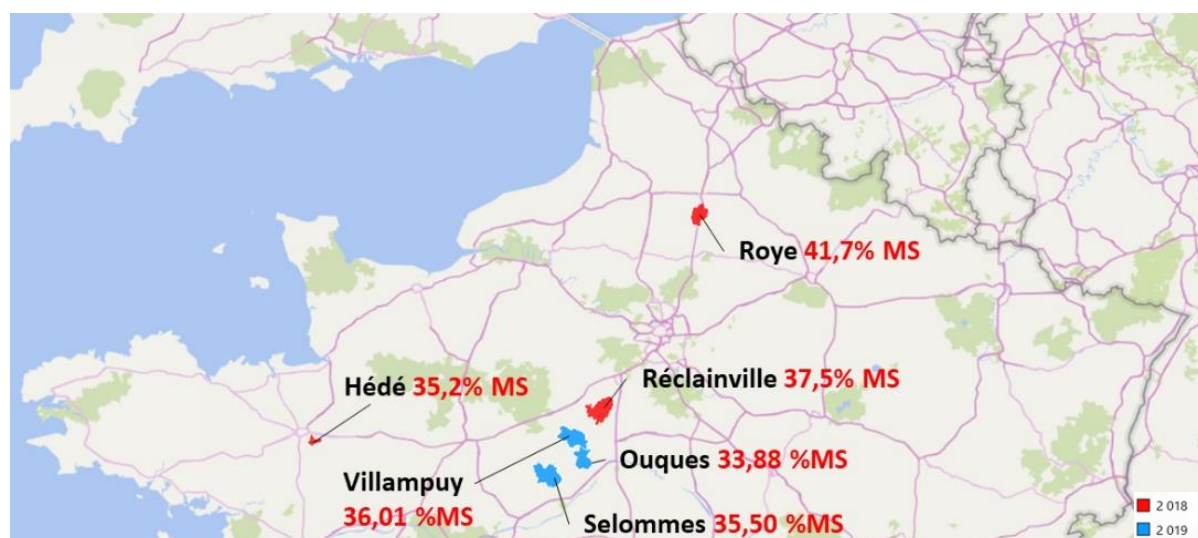 Roye 41,7% MS
Hédé 35,2% MS
Réclainville 37,5% MS
Villampuy
36,01 %MS
Ouques 33,88 %MS
Selommes 35,50 %MS
2 018
2 019